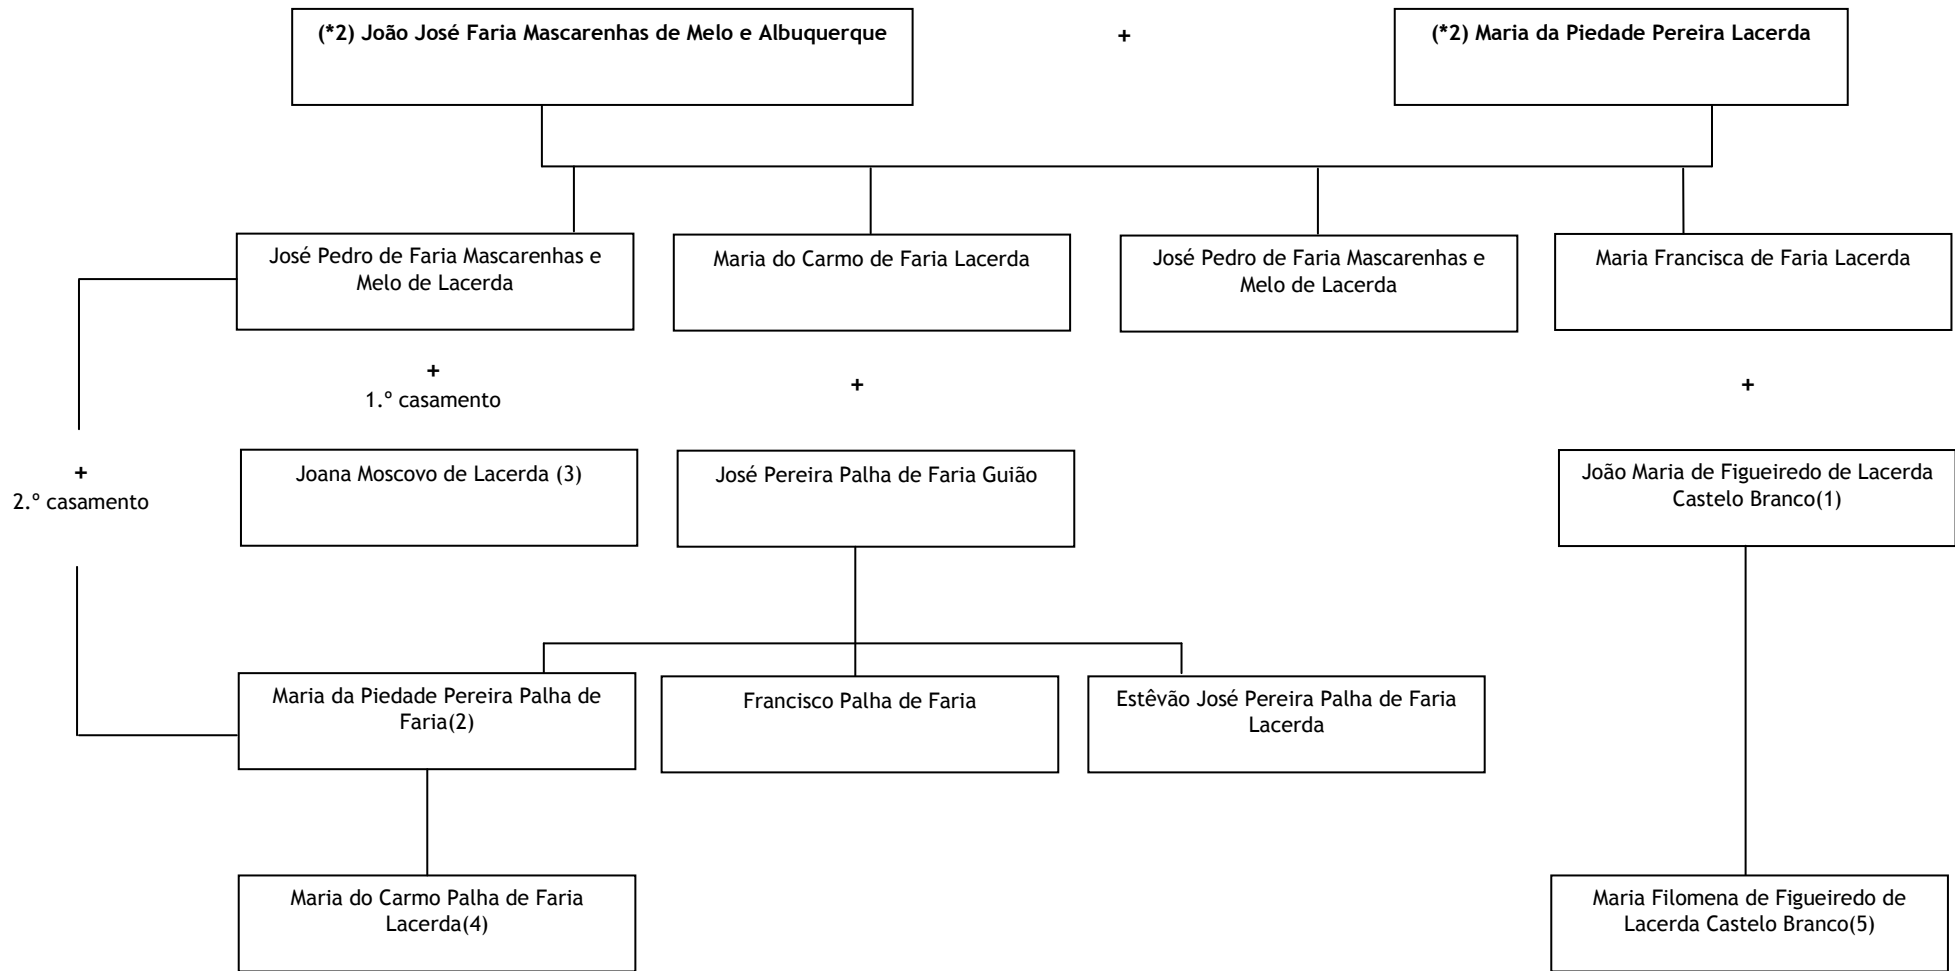 (*2) João José Faria Mascarenhas de Melo e Albuquerque
+
(*2) Maria da Piedade Pereira Lacerda
José Pedro de Faria Mascarenhas e
Melo de Lacerda
Maria do Carmo de Faria Lacerda
José Pedro de Faria Mascarenhas e
Melo de Lacerda
Maria Francisca de Faria Lacerda
+
1.º casamento
+
+
+
2.º casamento
Joana Moscovo de Lacerda (3)
José Pereira Palha de Faria Guião
João Maria de Figueiredo de Lacerda
Castelo Branco(1)
Maria da Piedade Pereira Palha de
Faria(2)
Francisco Palha de Faria
Estêvão José Pereira Palha de Faria
Lacerda
Maria do Carmo Palha de Faria
Lacerda(4)
Maria Filomena de Figueiredo de
Lacerda Castelo Branco(5)